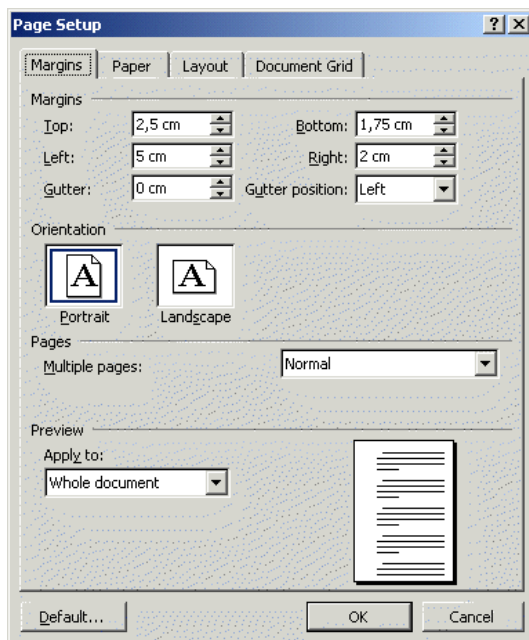 Page Setup
Margins Paper Layout Document Grid
Margins
Top: 2,5 cm Bottom: 1,75 cm
Left: 5 cm Right: 2 cm
Gutter: 0 cm Gutter position: Left
Orientation
A A
Portrait Landscape
Pages
Multiple pages: Normal
Preview
Apply to:
Whole document
Default... OK Cancel